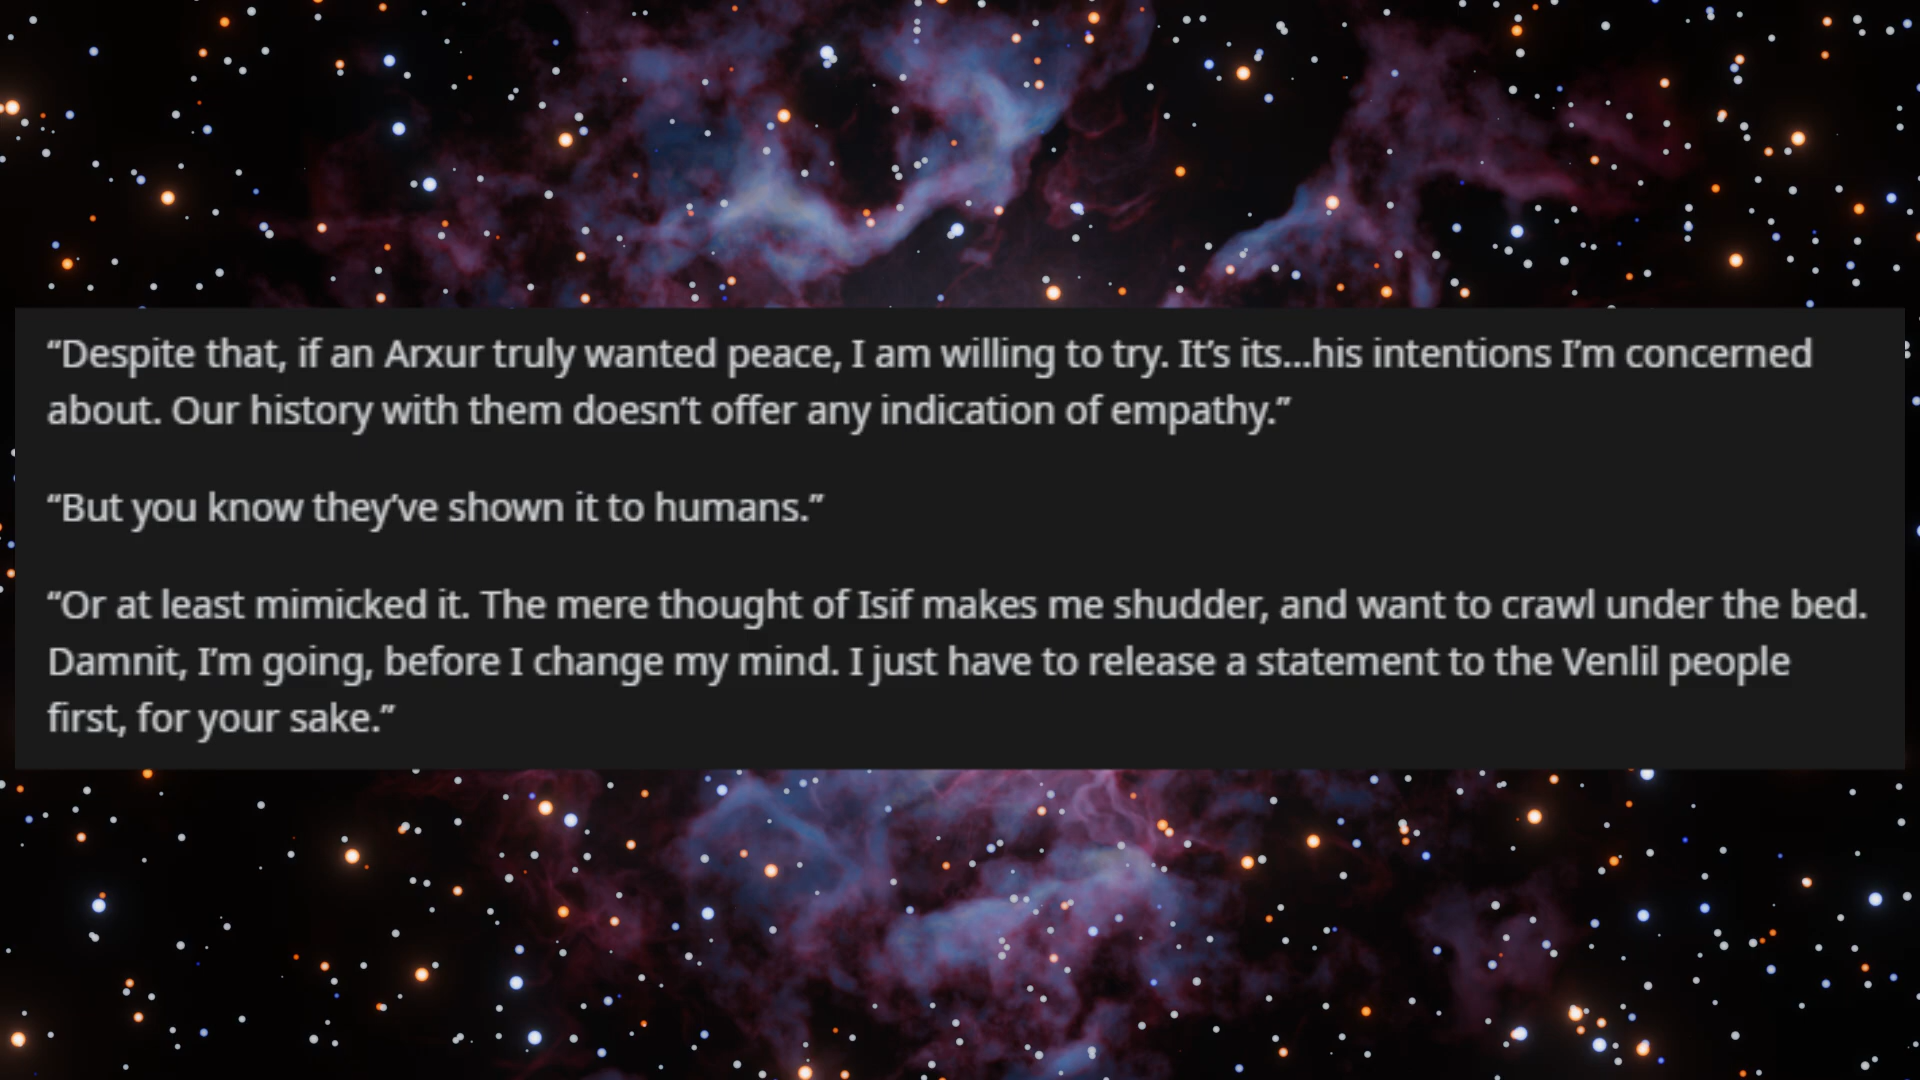 “Despite that, if an Arxur truly wanted peace, I am willing to try. It’s its...his intentions I’m concerned
about. Our history with them doesn’t offer any indication of empathy.”
“But you know they’ve shown it to humans.”
“Or at least mimicked it. The mere thought of Isif makes me shudder, and want to crawl under the bed.
Damnit, I’m going, before I change my mind. I just have to release a statement to the Venlil people
first, for your sake.”